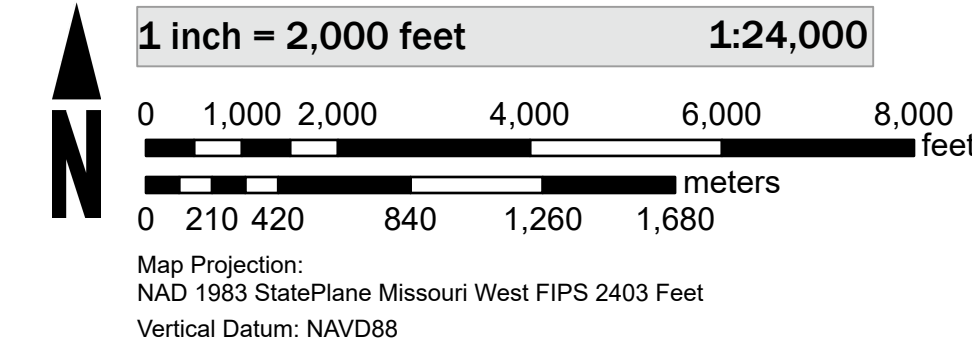 1 inch = 2,000 feet 1:24,000
0 1,000 2,000 4,000 6,000 8,000
feet
meters
0 210 420 840 1,260 1,680
N
Map Projection:
NAD 1983 StatePlane Missouri West FIPS 2403 Feet
Vertical Datum: NAVD88